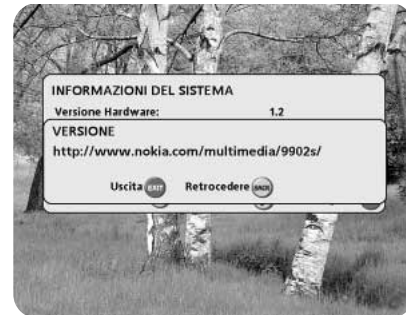 INFORMAZIONI DEL SISTEMA
Versione Hardware: 1.2
VERSIONE
http://www.nokia.com/multimedia/9902s/
Uscita EXIT Retrocedere BACK